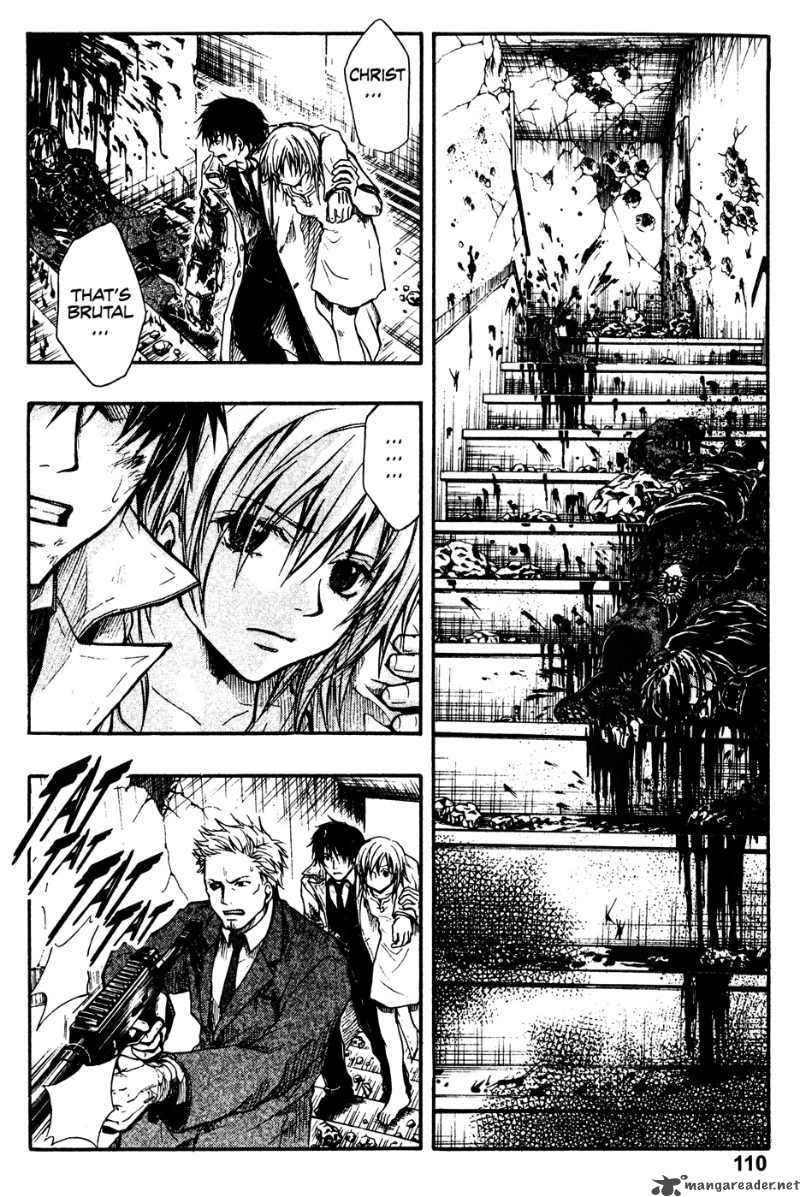 CHRIST
...
THAT'S
BRUTAL
...
...
...
...
TAT
TAT
TAT
TAT
TAT
110
mangareader.net